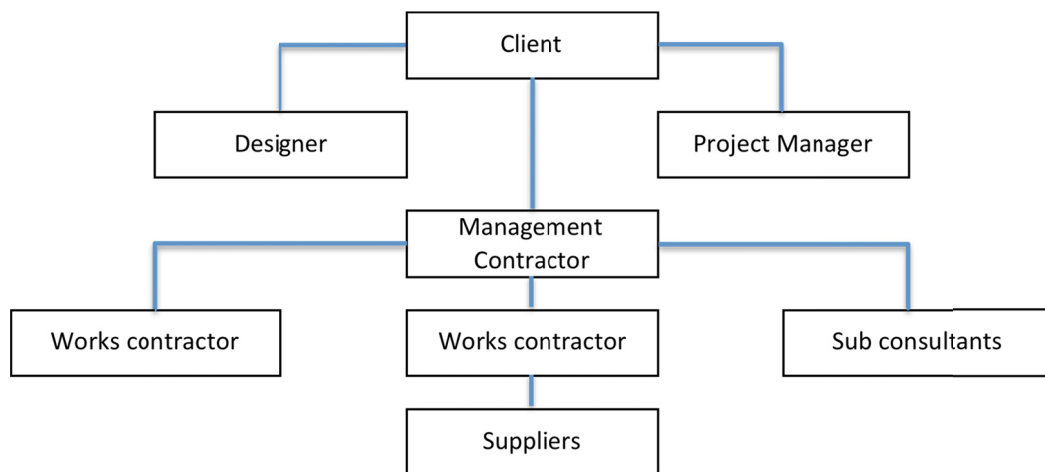 Client
Designer
Project Manager
Management
Contractor
Works contractor
Works contractor
Sub consultants
Suppliers